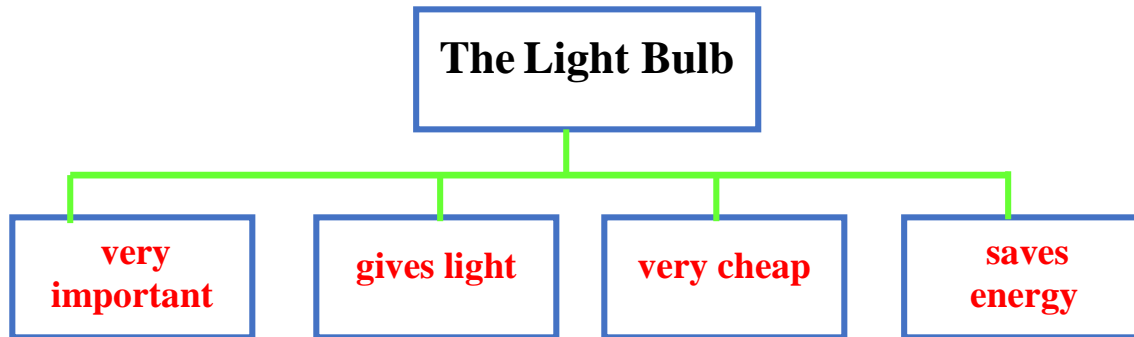 The Light Bulb
very
important
gives light
very cheap
saves
energy